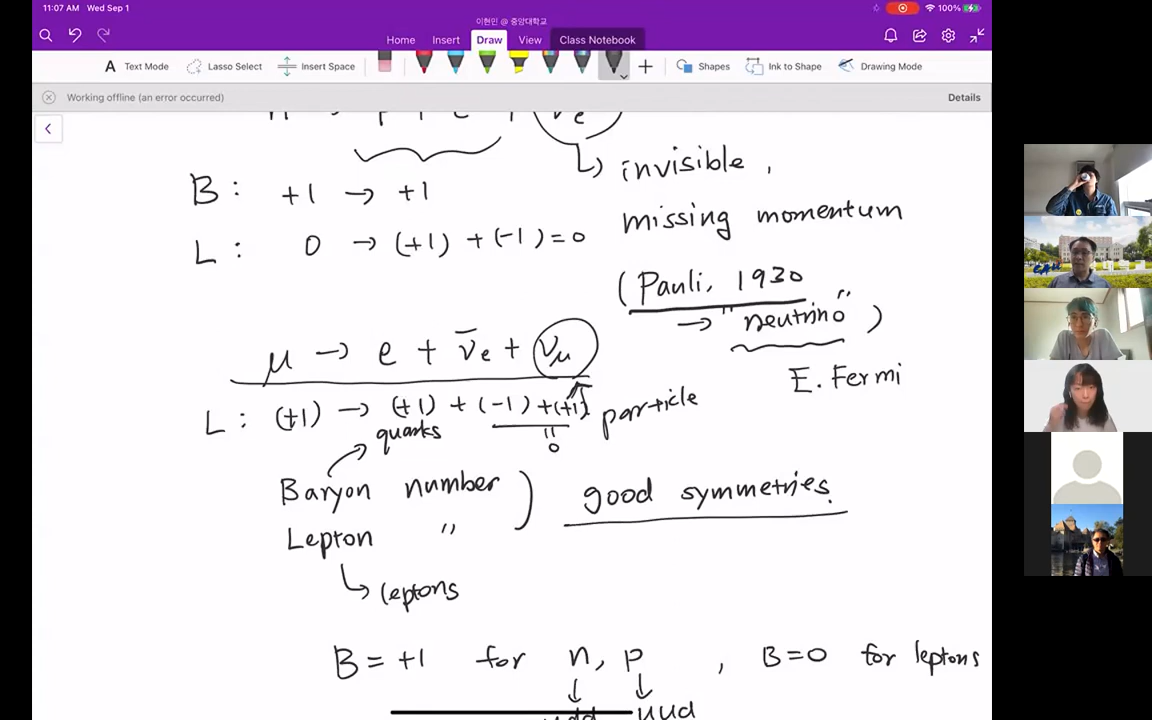 11:07 AM Wed Sep 1
100%
이현민 @ 중앙대학교
Home Insert Draw View Class Notebook
Text Mode Lasso Select Insert Space Shapes Ink to Shape Drawing Mode
Working offline (an error occurred) Details
n → p + e + ν̄e
↳ invisible,
B : +1 → +1
missing momentum
L : 0 → (+1) + (-1) = 0
(Pauli, 1930
→ "neutrino")
μ → e + ν̄e + νμ
E. Fermi
L : (+1) → (+1) + (-1) + (+1) particle
quarks
0
Baryon number ) good symmetries.
Lepton "
↳ leptons
B = +1 for n, p , B=0 for leptons
udd uud